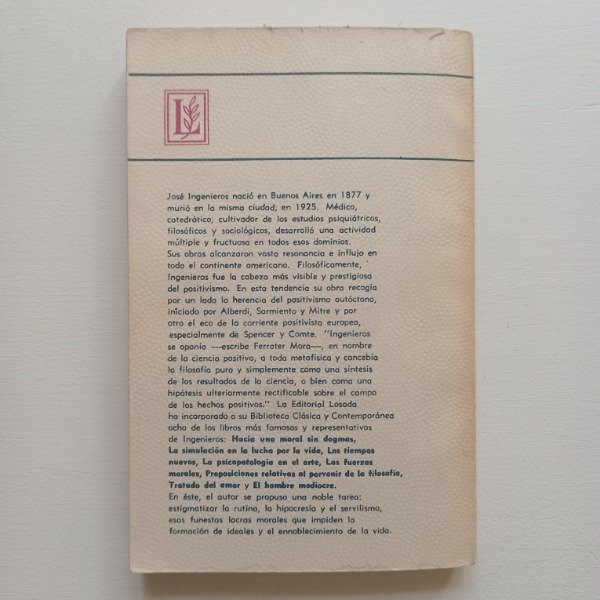 L
José Ingenieros nació en Buenos Aires en 1877 y
murió en la misma ciudad; en 1925. Médico,
catedrático, cultivador de los estudios psiquiátricos,
filosóficos y sociológicos, desarrolló una actividad
múltiple y fructuosa en todos esos dominios.
Sus obras alcanzaron vasta resonancia e influjo en
todo el continente americano. Filosóficamente,
Ingenieros fue la cabeza más visible y prestigiosa
del positivismo. En esta tendencia su obra recogía
por un lado la herencia del positivismo autóctono,
iniciado por Alberdi, Sarmiento y Mitre y por
otro el eco de la corriente positivista europea,
especialmente de Spencer y Comte. "Ingenieros
se oponía —escribe Ferrater Mora—, en nombre
de la ciencia positiva, a toda metafísica y concebía
la filosofía pura y simplemente como una síntesis
de los resultados de la ciencia, o bien como una
hipótesis ulteriormente rectificable sobre el campo
de los hechos positivos." La Editorial Losada
ha incorporado a su Biblioteca Clásica y Contemporánea
ocho de los libros más famosos y representativos
de Ingenieros: Hacia una moral sin dogmas,
La simulación en la lucha por la vida, Los tiempos
nuevos, La psicopatología en el arte, Las fuerzas
morales, Proposiciones relativas al porvenir de la filosofía,
Tratado del amor y El hombre mediocre.
En éste, el autor se propuso una noble tarea:
estigmatizar la rutina, la hipocresía y el servilismo,
esas funestas lacras morales que impiden la
formación de ideales y el ennoblecimiento de la vida.